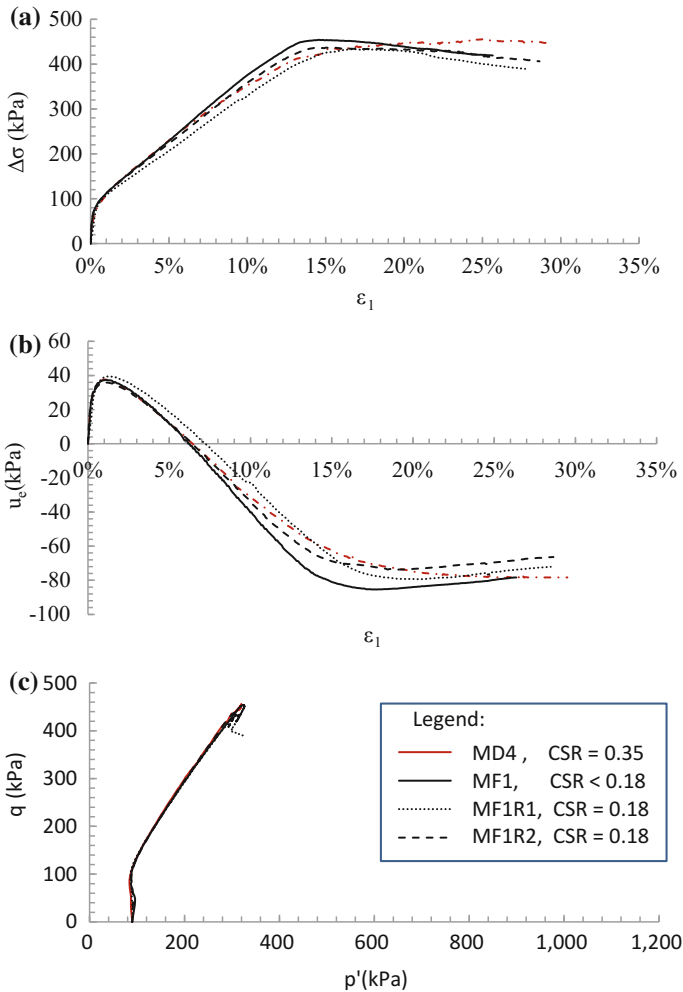 (a)
500
400
300
200
100
0
Δσ (kPa)
0% 5% 10% 15% 20% 25% 30% 35%
ε1
(b)
60
40
20
0
-20
-40
-60
-80
-100
ue(kPa)
0% 5% 10% 15% 20% 25% 30% 35%
ε1
(c)
500
400
300
200
100
0
q (kPa)
0 200 400 600 800 1,000 1,200
p'(kPa)
Legend:
MD4 , CSR = 0.35
MF1, CSR < 0.18
MF1R1, CSR = 0.18
MF1R2, CSR = 0.18